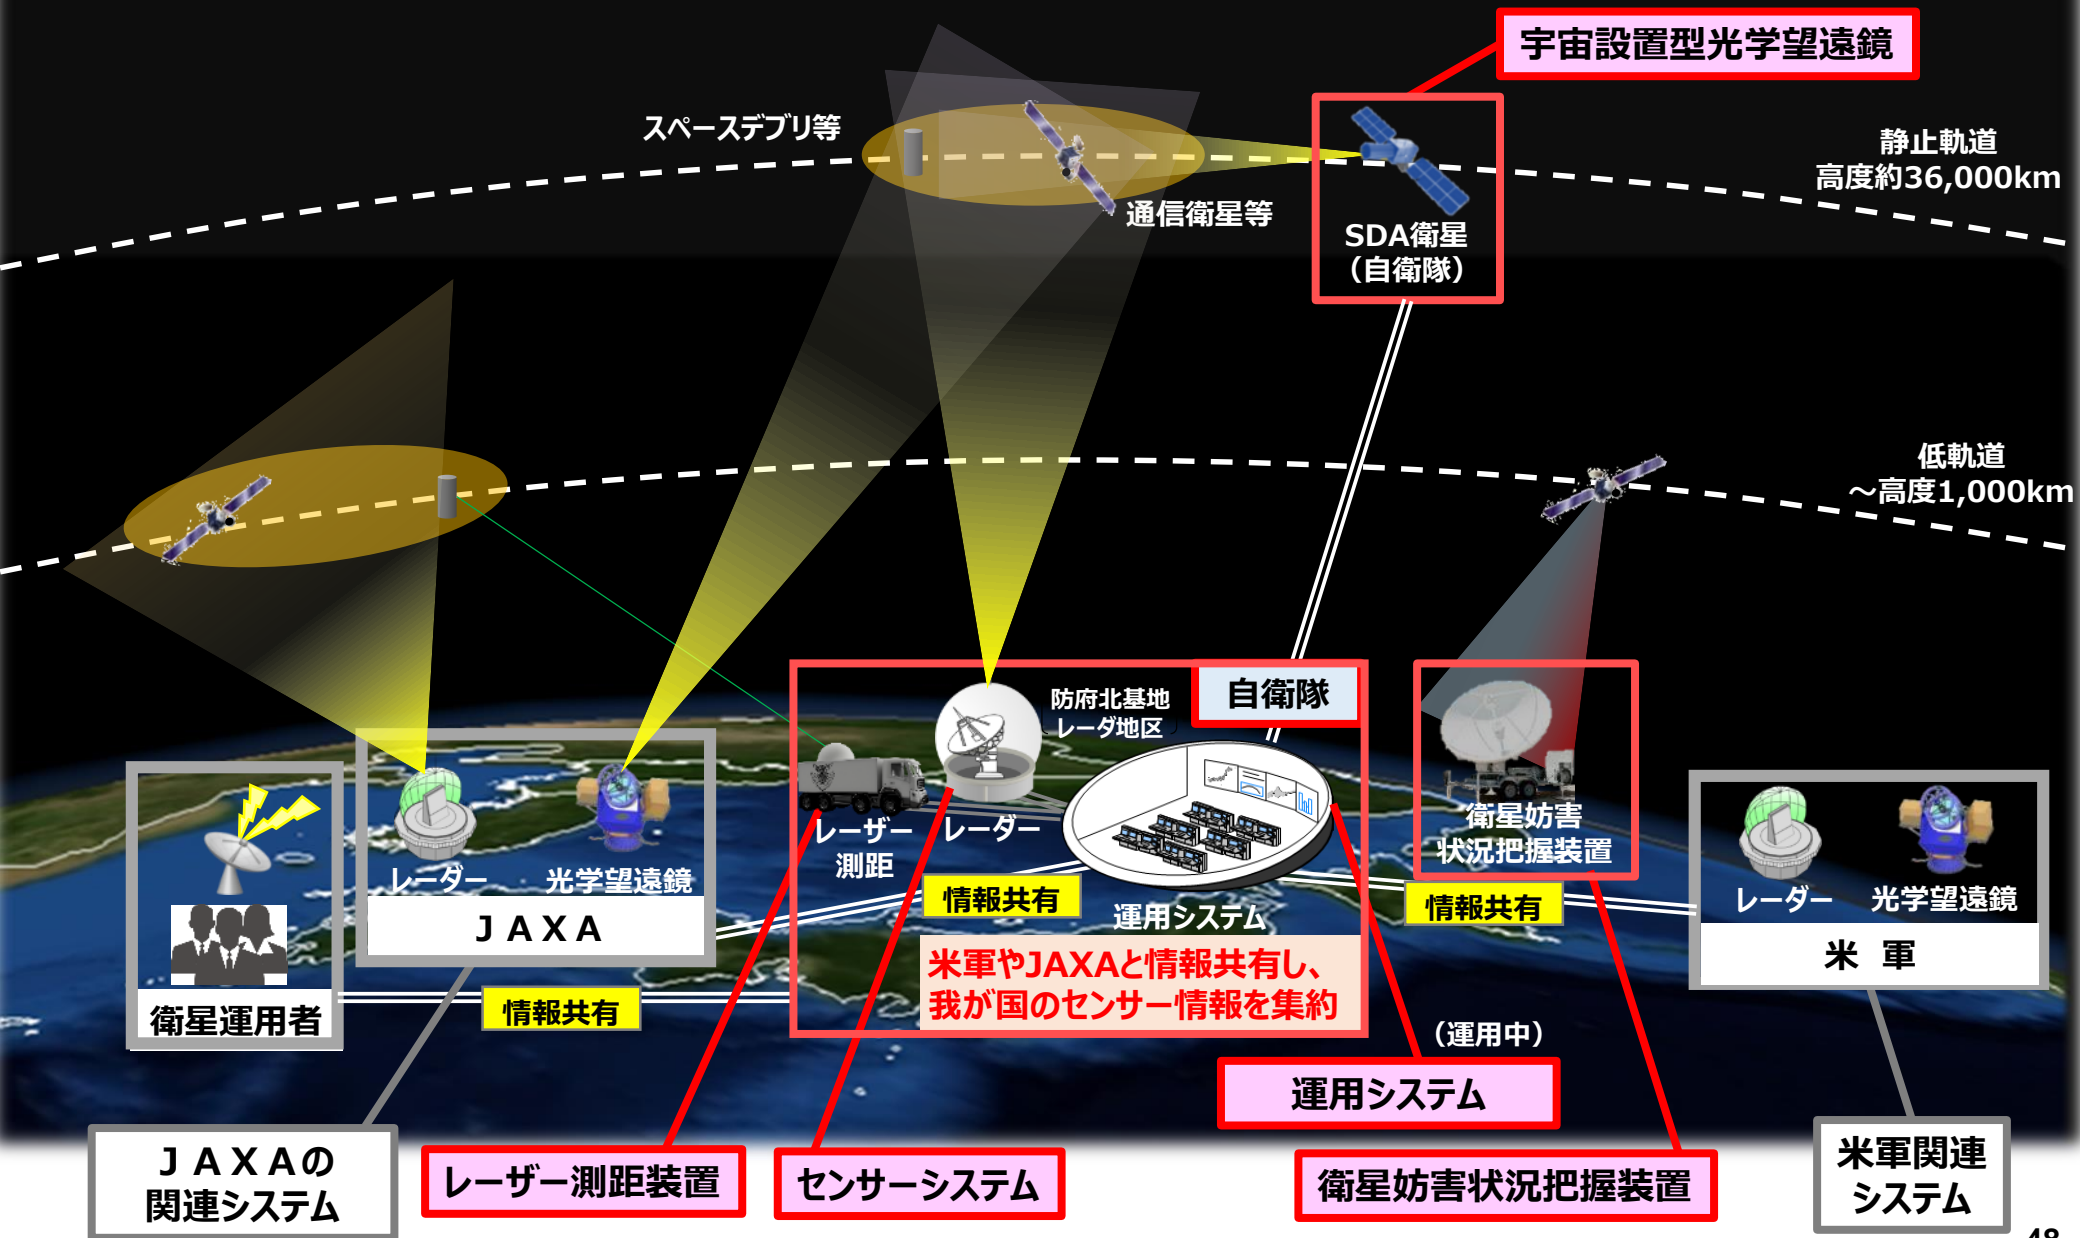 宇宙設置型光学望遠鏡
スペースデブリ等
静止軌道
高度約36,000km
通信衛星等
SDA衛星
（自衛隊）
低軌道
～高度1,000km
防府北基地
レーダ地区
自衛隊
レーザー
測距
レーダー
衛星妨害
状況把握装置
レーダー
光学望遠鏡
JAXA
情報共有
運用システム
情報共有
レーダー
光学望遠鏡
米 軍
米軍やJAXAと情報共有し、
我が国のセンサー情報を集約
衛星運用者
情報共有
（運用中）
運用システム
JAXAの
関連システム
レーザー測距装置
センサーシステム
衛星妨害状況把握装置
米軍関連
システム